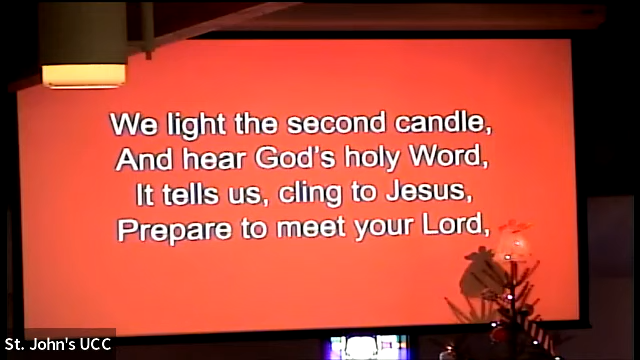 We light the second candle,
And hear God's holy Word,
It tells us, cling to Jesus,
Prepare to meet your Lord,
St. John's UCC